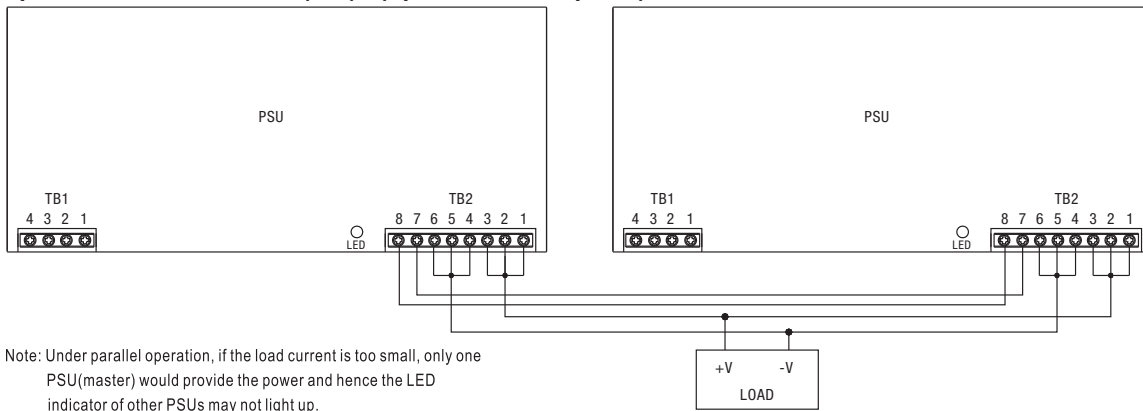 PSU
PSU
TB1
TB2
TB1
TB2
4 3 2 1
8 7 6 5 4 3 2 1
4 3 2 1
8 7 6 5 4 3 2 1
LED
LED
+V -V
LOAD
Note: Under parallel operation, if the load current is too small, only one
PSU(master) would provide the power and hence the LED
indicator of other PSUs may not light up.